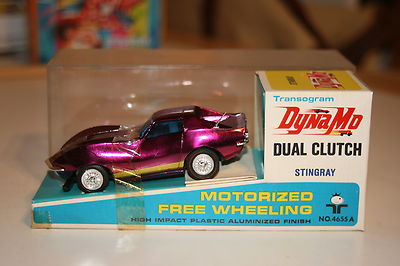 Transogram
DYNAMO
DUAL CLUTCH
STINGRAY
MOTORIZED
FREE WHEELING
HIGH IMPACT PLASTIC ALUMINIZED FINISH
NO. 4655A